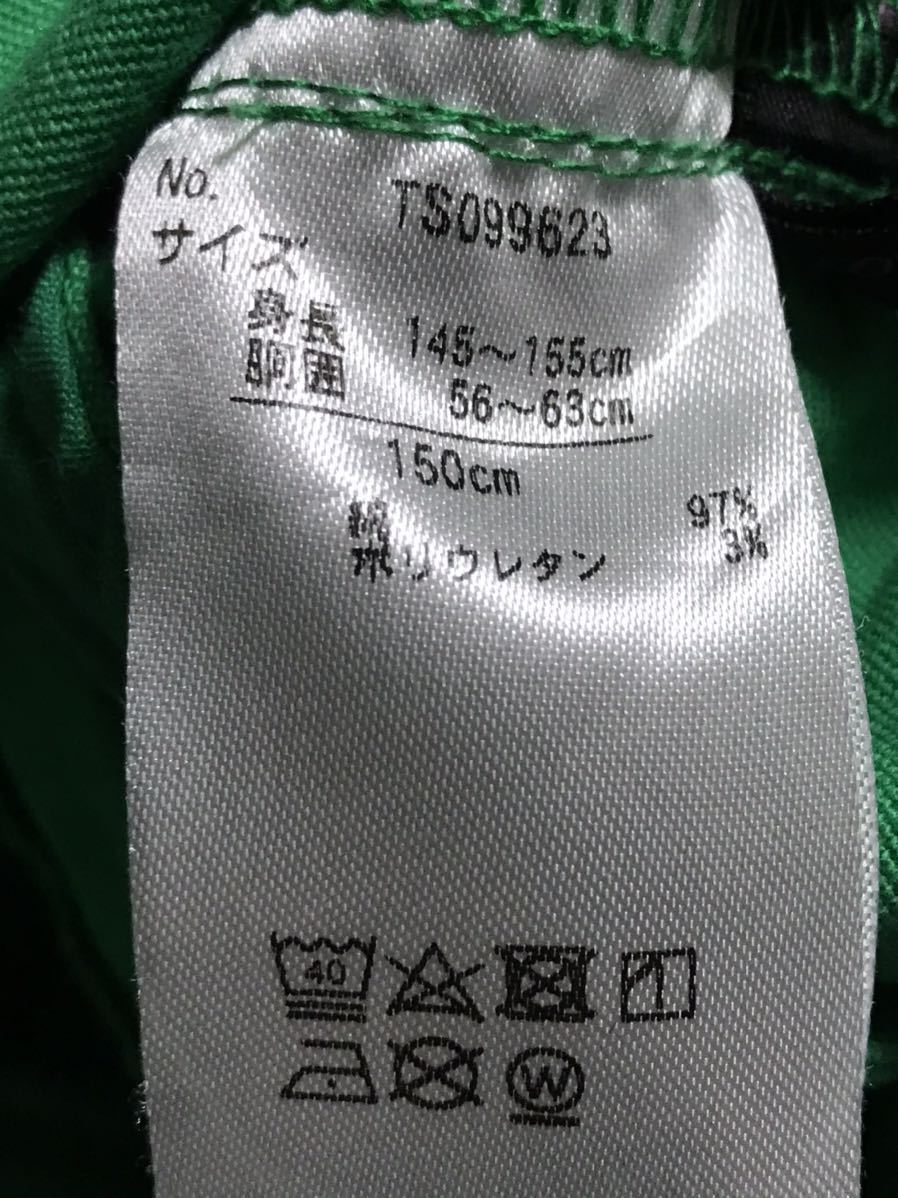 No. TS099623
サイズ
身長 145～155cm
胴囲 56～63cm
150cm
綿 97%
ポリウレタン 3%
40
W